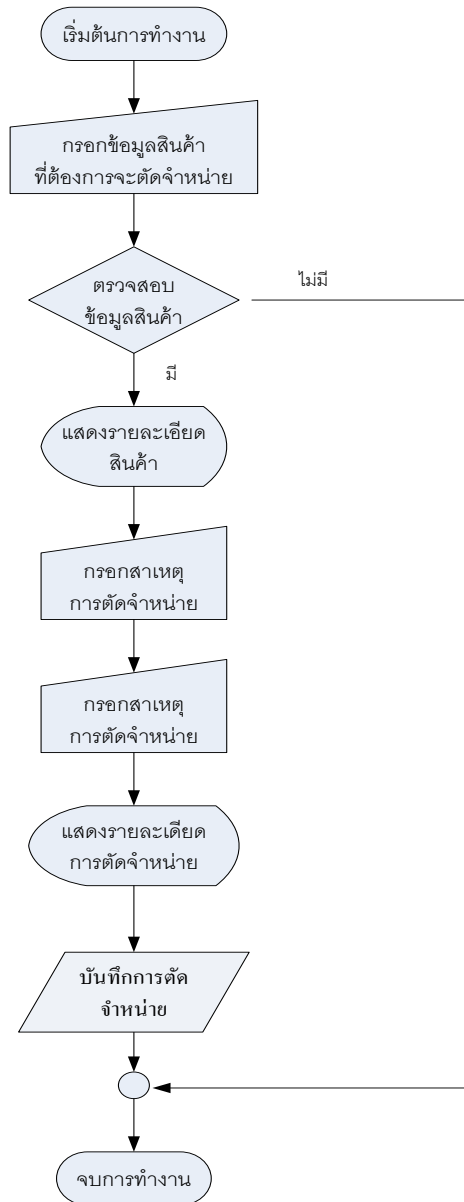 เริ่มต้นการทำงาน
กรอกข้อมูลสินค้า
ที่ต้องการจะตัดจำหน่าย
ตรวจสอบ
ข้อมูลสินค้า
ไม่มี
มี
แสดงรายละเอียด
สินค้า
กรอกสาเหตุ
การตัดจำหน่าย
กรอกสาเหตุ
การตัดจำหน่าย
แสดงรายละเดียด
การตัดจำหน่าย
บันทึกการตัด
จำหน่าย
จบการทำงาน